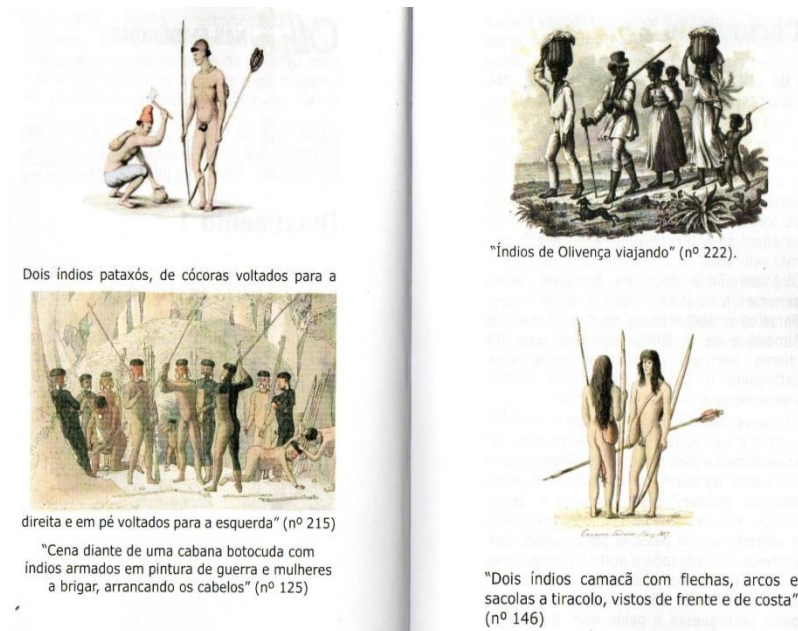 Dois índios pataxós, de cócoras voltados para a
direita e em pé voltados para a esquerda” (nº 215)
“Cena diante de uma cabana botocuda com
índios armados em pintura de guerra e mulheres
a brigar, arrancando os cabelos” (nº 125)
“Índios de Olivença viajando” (nº 222).
“Dois índios camacã com flechas, arcos e
sacolas a tiracolo, vistos de frente e de costa”
(nº 146)